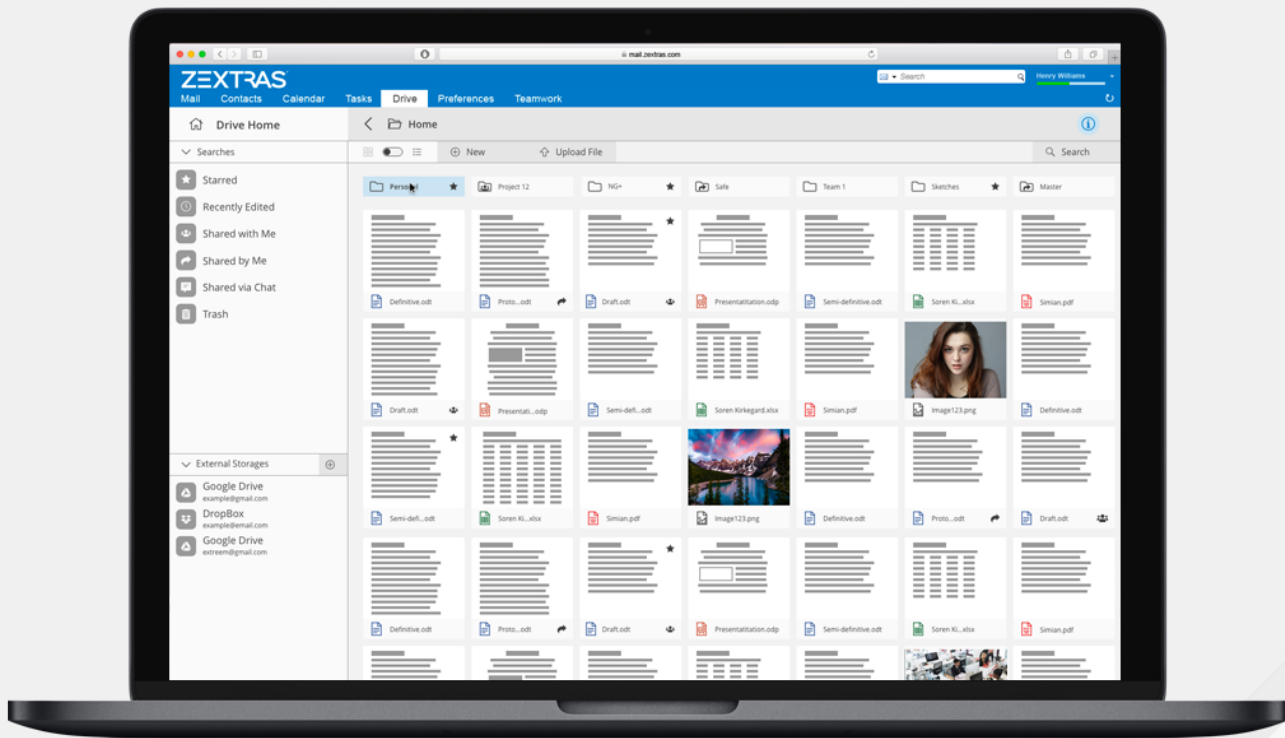 mail.zextras.com
ZEXTRAS
Search
Henry Williams
Mail Contacts Calendar Tasks Drive Preferences Teamwork
Drive Home
Home
Searches
New Upload File Search
Starred
Recently Edited
Shared with Me
Shared by Me
Shared via Chat
Trash
External Storages
Google Drive
example@gmail.com
DropBox
example@email.com
Google Drive
extreem@gmail.com
Project 12 NG+ Safe Team 1 Sketches Master
Definitive.odt Proto...odt Draft.odt Presentatitation.odp Semi-definitive.odt Soren Ki...xlsx Simian.pdf
Draft.odt Presentati...odp Semi-defi...odt Soren Kirkegard.xlsx Simian.pdf Image123.png Definitive.odt
Semi-defi...odt Soren Ki...xlsx Simian.pdf Image123.png Definitive.odt Proto...odt Draft.odt
Definitive.odt Proto...odt Draft.odt Presentatitation.odp Semi-definitive.odt Soren Ki...xlsx Simian.pdf